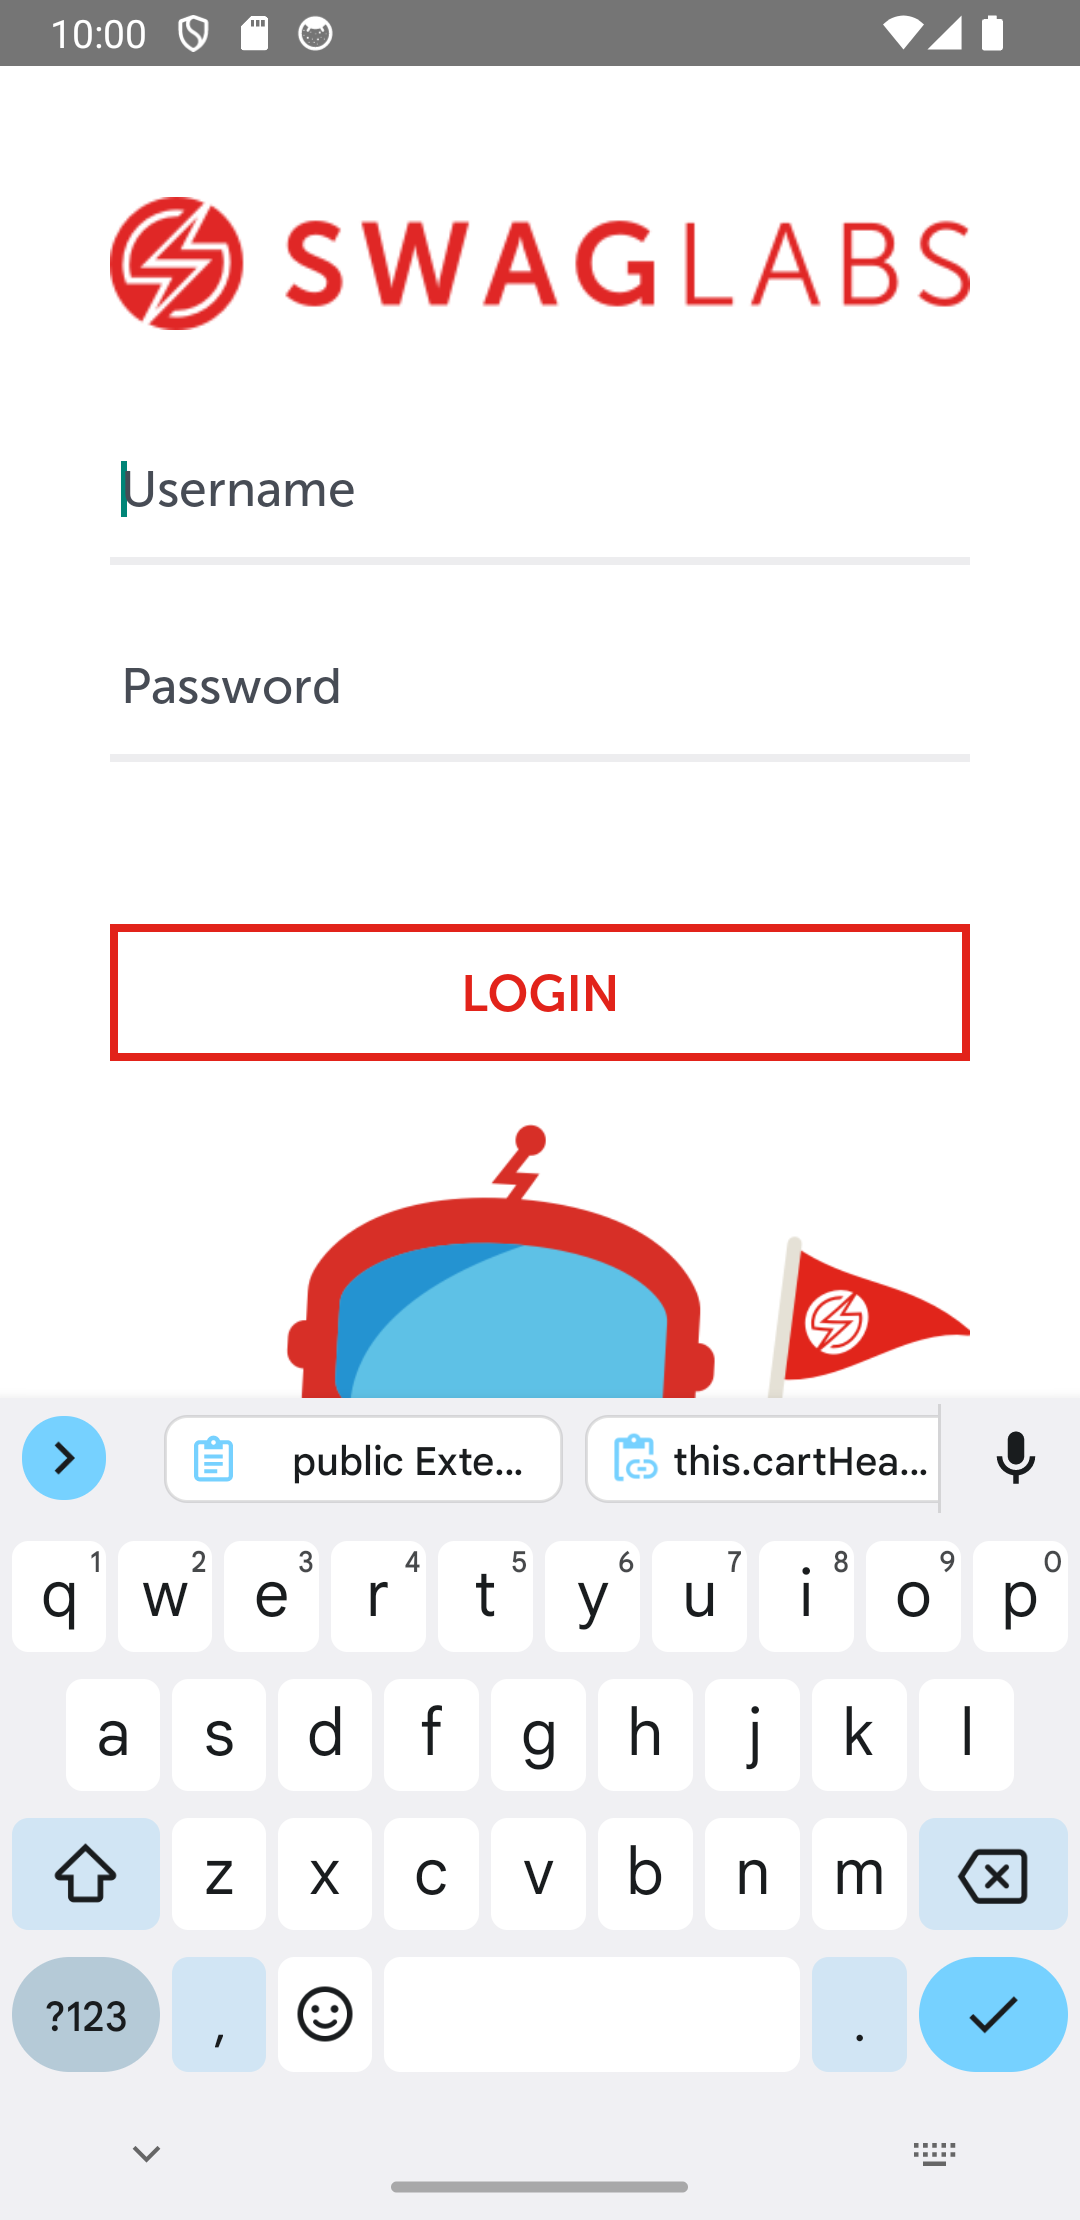 10:00
SWAGLABS
Username
Password
LOGIN
public Exte...
this.cartHea...
q 1 w 2 e 3 r 4 t 5 y 6 u 7 i 8 o 9 p 0
a s d f g h j k l
z x c v b n m
?123 , .